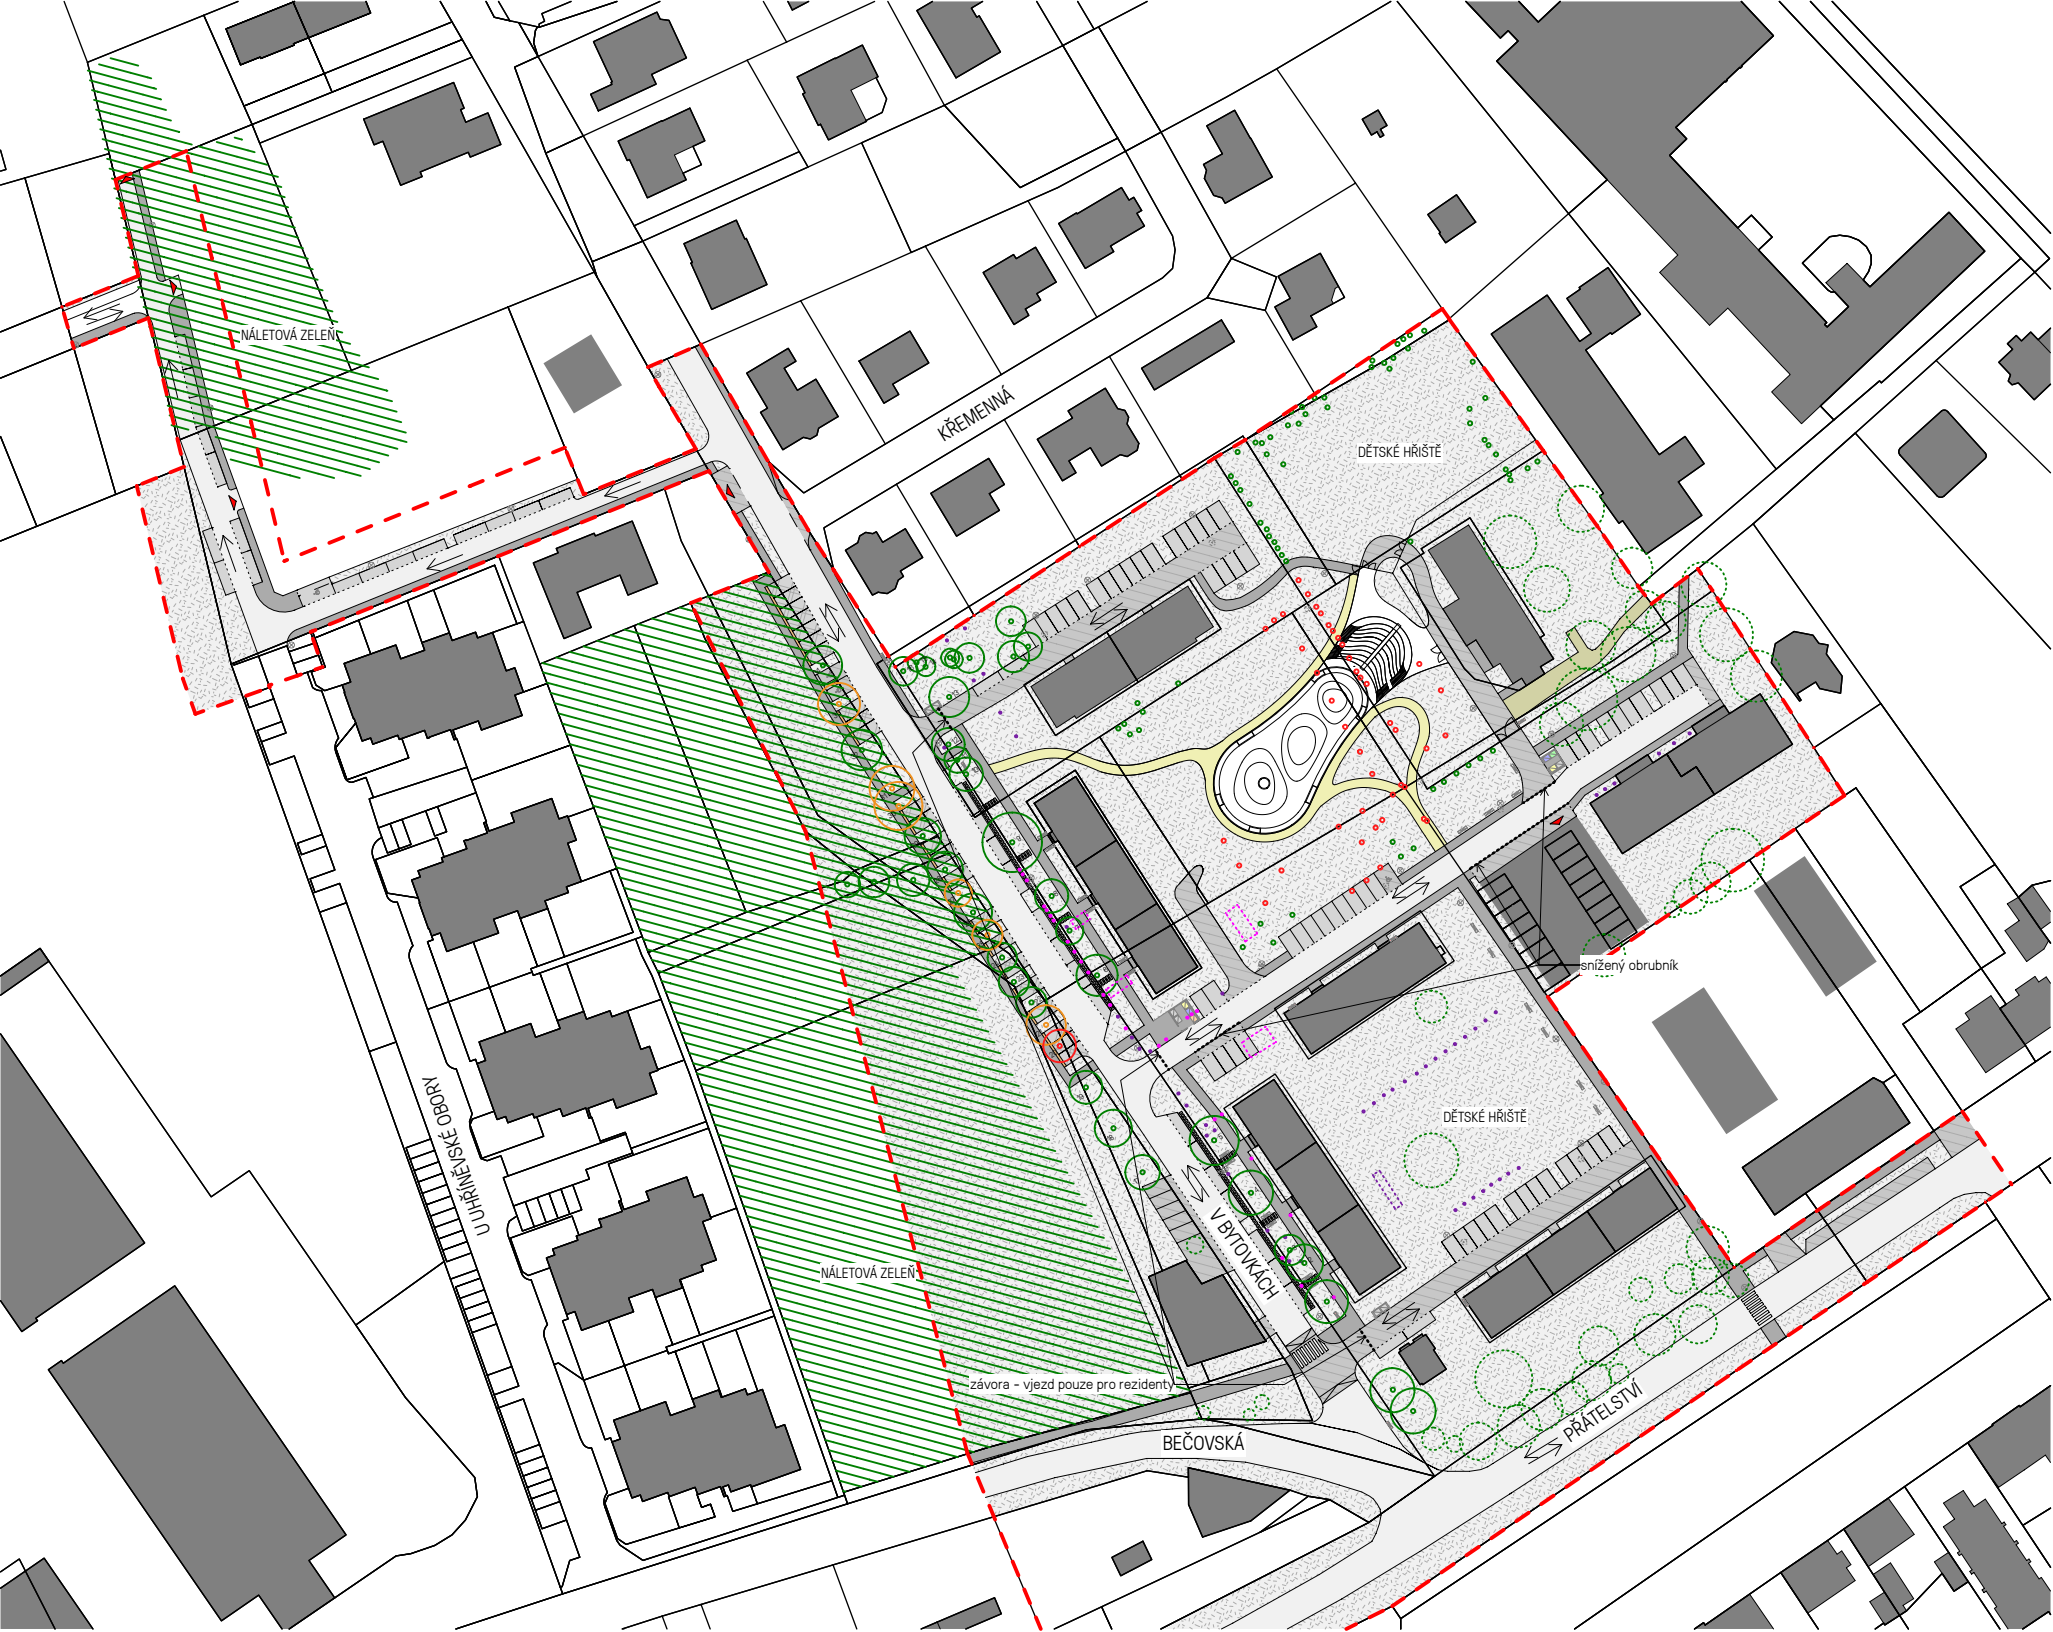 NÁLETOVÁ ZELEŇ
KŘEMENNÁ
DĚTSKÉ HŘIŠTĚ
snížený obrubník
U UHŘÍNĚVSKÉ OBORY
DĚTSKÉ HŘIŠTĚ
V BYTOVKÁCH
NÁLETOVÁ ZELEŇ
závora - vjezd pouze pro rezidenty
PŘÁTELSTVÍ
BEČOVSKÁ